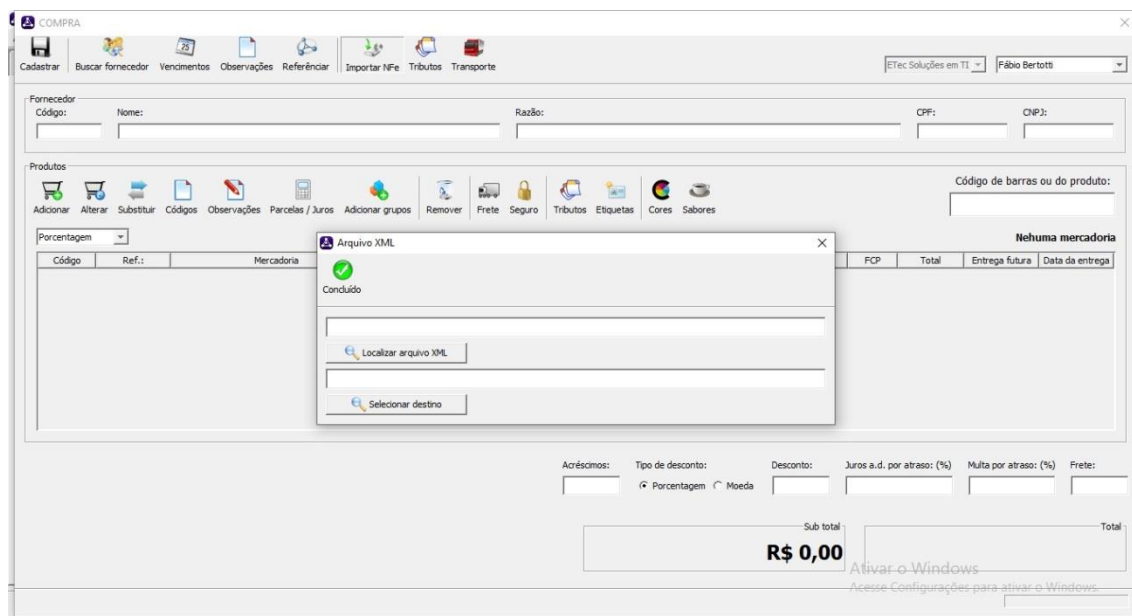 COMPRA
Cadastrar Buscar fornecedor Vencimentos Observações Referênciar Importar NFe Tributos Transporte
ETec Soluções em TI Fábio Bertotti
Fornecedor
Código: Nome: Razão: CPF: CNPJ:
Produtos
Adicionar Alterar Substituir Códigos Observações Parcelas / Juros Adicionar grupos Remover Frete Seguro Tributos Etiquetas Cores Sabores
Código de barras ou do produto:
Porcentagem
Nehuma mercadoria
Código Ref.: Mercadoria FCP Total Entrega futura Data da entrega
Arquivo XML
Concluído
Localizar arquivo XML
Selecionar destino
Acréscimos: Tipo de desconto: Desconto: Juros a.d. por atraso: (%) Multa por atraso: (%) Frete:
Porcentagem Moeda
Sub total Total
R$ 0,00
Ativar o Windows
Acesse Configurações para ativar o Windows.